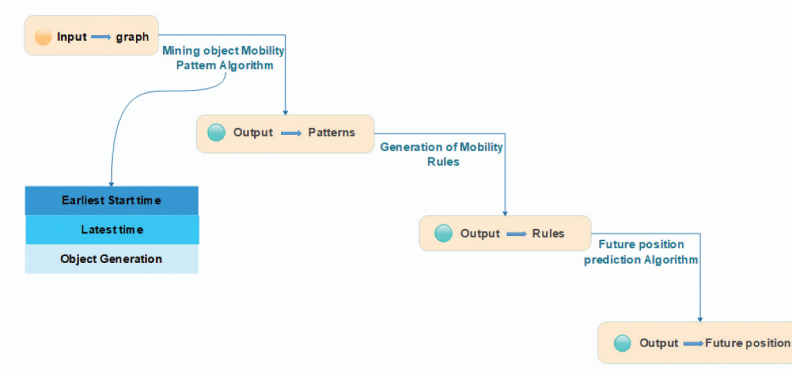 Input graph
Mining object Mobility
Pattern Algorithm
Output Patterns
Generation of Mobility
Rules
Earliest Start time
Latest time
Object Generation
Output Rules
Future position
prediction Algorithm
Output Future position